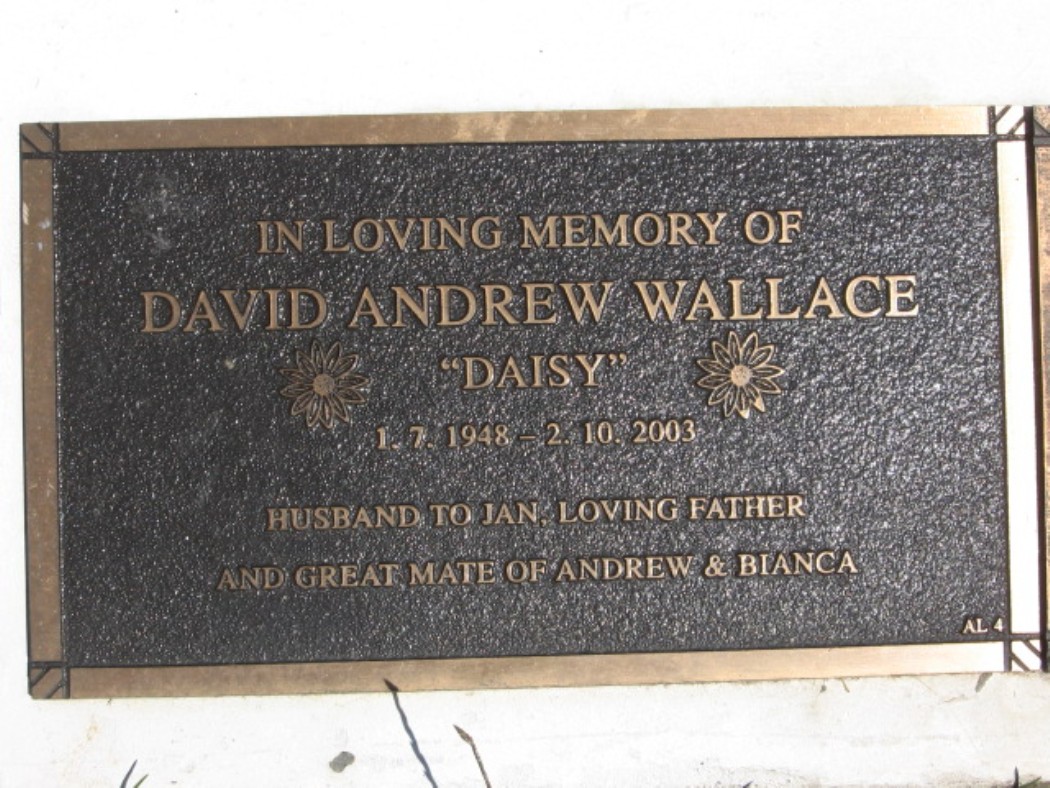 IN LOVING MEMORY OF
DAVID ANDREW WALLACE
“DAISY”
1. 7. 1948 – 2. 10. 2003
HUSBAND TO JAN, LOVING FATHER
AND GREAT MATE OF ANDREW & BIANCA
AL 4